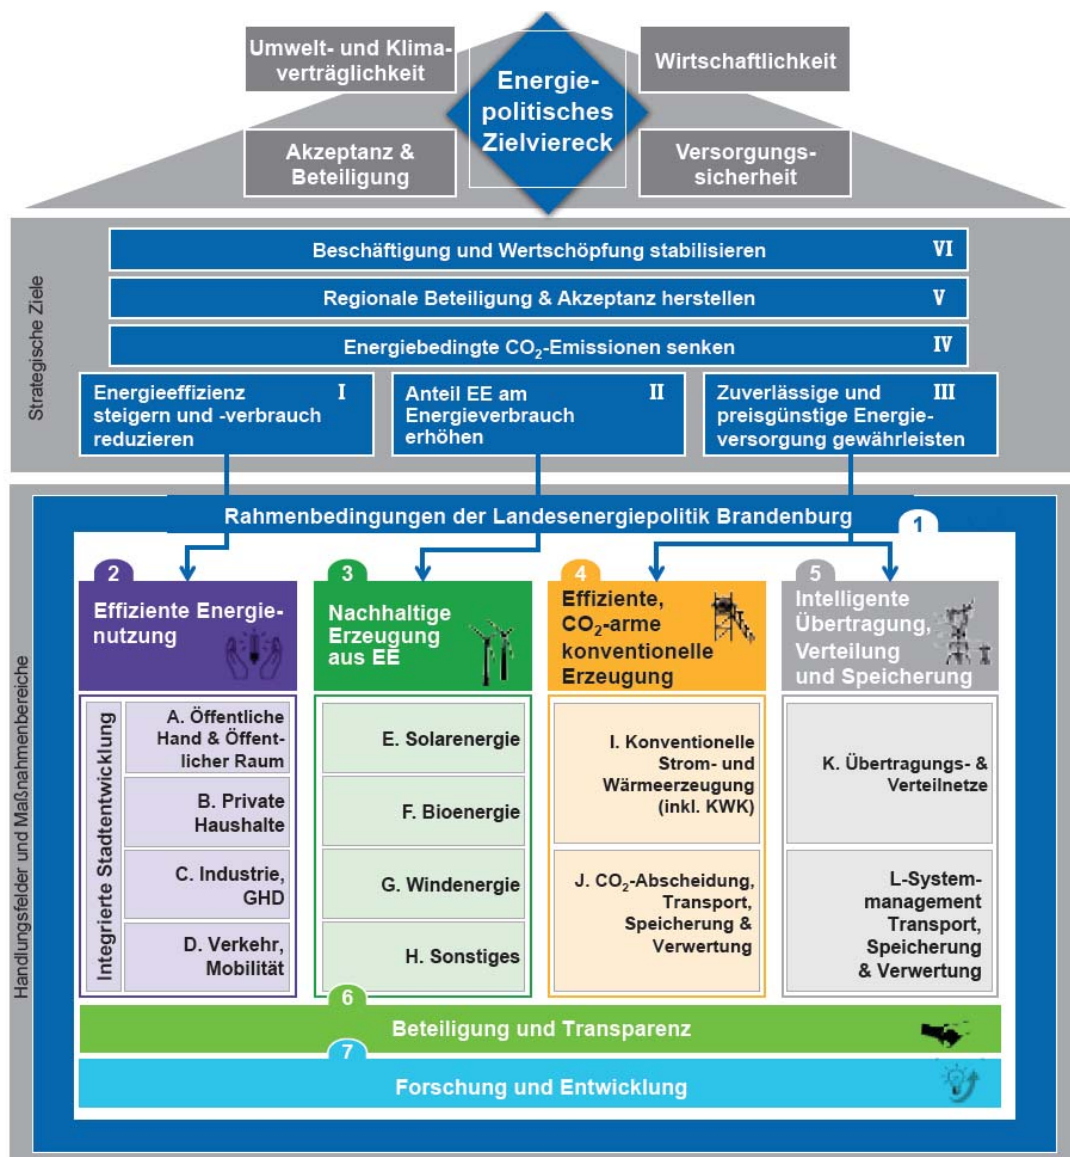 Umwelt- und Klima-
verträglichkeit
Energie-
politisches
Zielviereck
Wirtschaftlichkeit
Akzeptanz &
Beteiligung
Versorgungs-
sicherheit
Strategische Ziele
Beschäftigung und Wertschöpfung stabilisieren VI
Regionale Beteiligung & Akzeptanz herstellen V
Energiebedingte CO₂-Emissionen senken IV
Energieeffizienz I
steigern und -verbrauch
reduzieren
Anteil EE am II
Energieverbrauch
erhöhen
Zuverlässige und III
preisgünstige Energie-
versorgung gewährleisten
Handlungsfelder und Maßnahmenbereiche
Rahmenbedingungen der Landesenergiepolitik Brandenburg
1
2
Effiziente Energie-
nutzung
Integrierte Stadtentwicklung
A. Öffentliche
Hand & Öffent-
licher Raum
B. Private
Haushalte
C. Industrie,
GHD
D. Verkehr,
Mobilität
3
Nachhaltige
Erzeugung
aus EE
E. Solarenergie
F. Bioenergie
G. Windenergie
H. Sonstiges
4
Effiziente,
CO₂-arme
konventionelle
Erzeugung
I. Konventionelle
Strom- und
Wärmeerzeugung
(inkl. KWK)
J. CO₂-Abscheidung,
Transport,
Speicherung &
Verwertung
5
Intelligente
Übertragung,
Verteilung
und Speicherung
K. Übertragungs- &
Verteilnetze
L-System-
management
Transport,
Speicherung
& Verwertung
6
Beteiligung und Transparenz
7
Forschung und Entwicklung